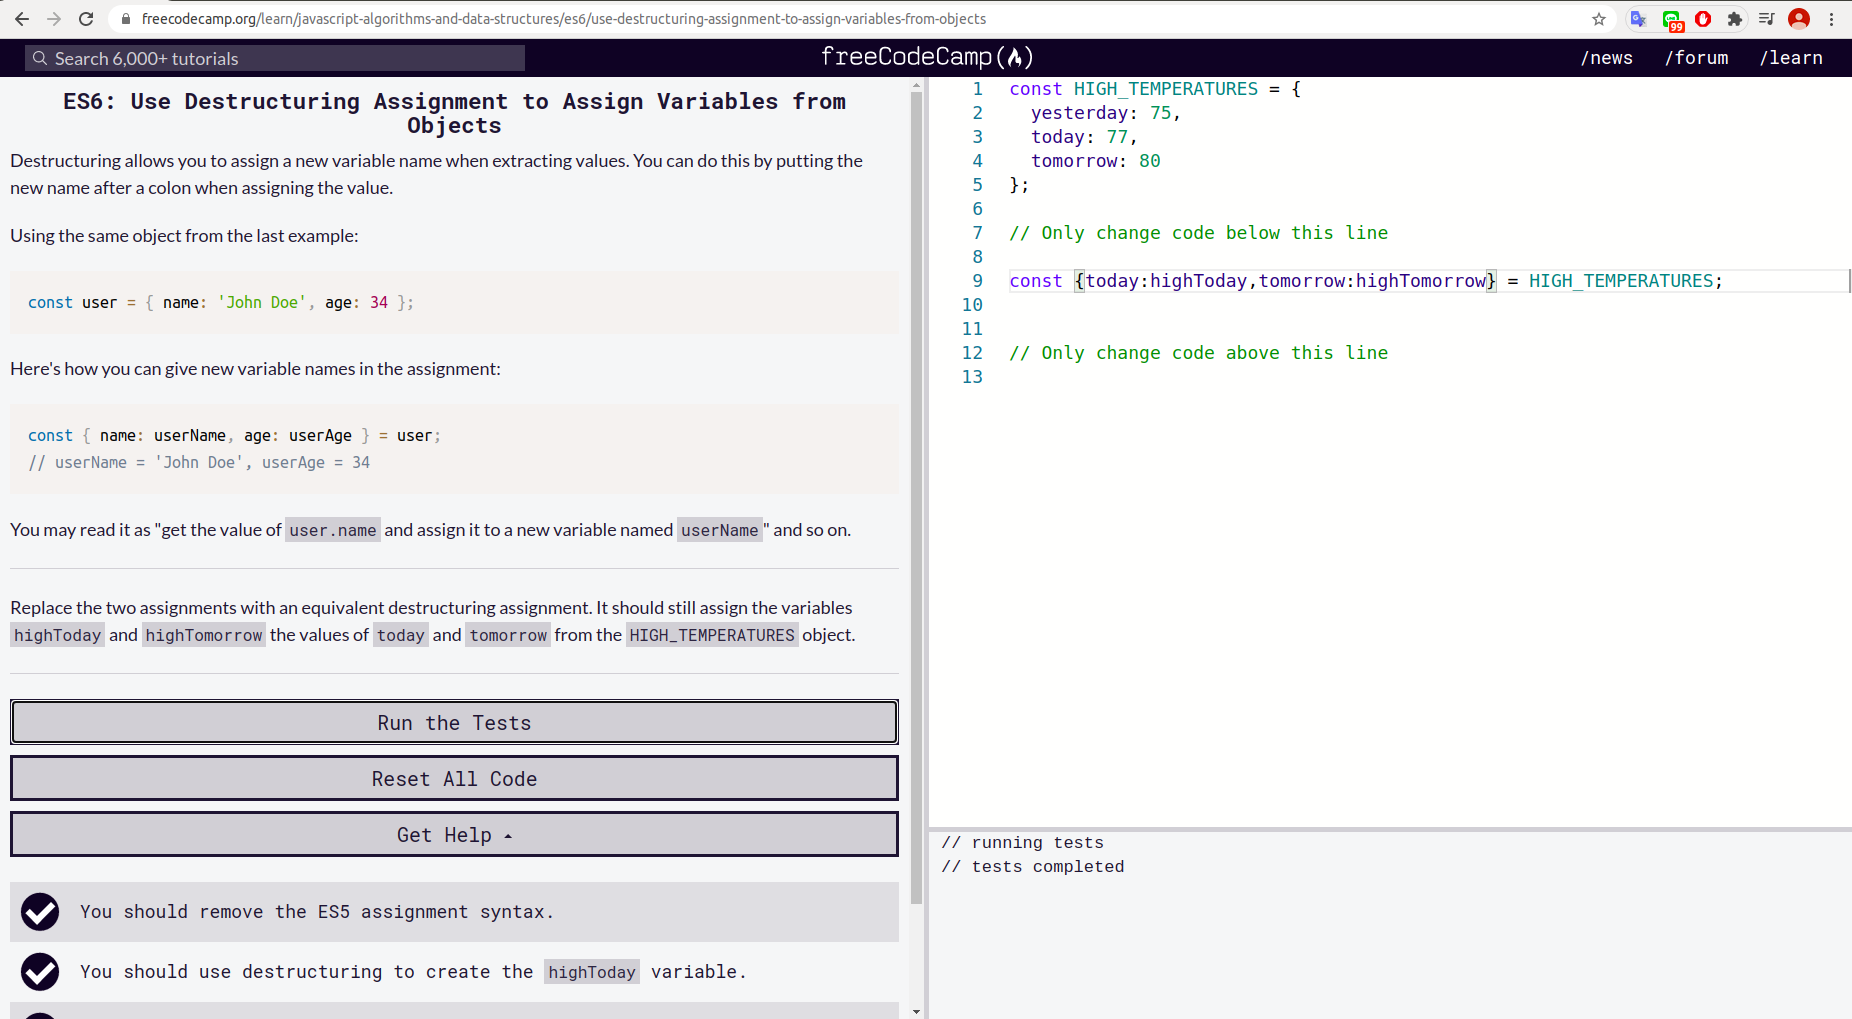 freecodecamp.org/learn/javascript-algorithms-and-data-structures/es6/use-destructuring-assignment-to-assign-variables-from-objects
99
Search 6,000+ tutorials
freeCodeCamp(🔥)
/news
/forum
/learn
ES6: Use Destructuring Assignment to Assign Variables from
Objects
Destructuring allows you to assign a new variable name when extracting values. You can do this by putting the
new name after a colon when assigning the value.
Using the same object from the last example:
const user = { name: 'John Doe', age: 34 };
Here's how you can give new variable names in the assignment:
const { name: userName, age: userAge } = user;
// userName = 'John Doe', userAge = 34
You may read it as "get the value of user.name and assign it to a new variable named userName" and so on.
Replace the two assignments with an equivalent destructuring assignment. It should still assign the variables
highToday and highTomorrow the values of today and tomorrow from the HIGH_TEMPERATURES object.
Run the Tests
Reset All Code
Get Help
You should remove the ES5 assignment syntax.
You should use destructuring to create the highToday variable.
1 const HIGH_TEMPERATURES = {
2 yesterday: 75,
3 today: 77,
4 tomorrow: 80
5 };
6
7 // Only change code below this line
8
9 const {today:highToday,tomorrow:highTomorrow} = HIGH_TEMPERATURES;
10
11
12 // Only change code above this line
13
// running tests
// tests completed